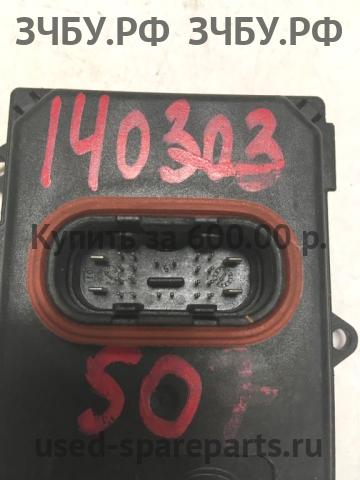 ЗЧБУ.РФ ЗЧБУ.РФ
140303
Купить за 600.00 р.
50
used-spareparts.ru